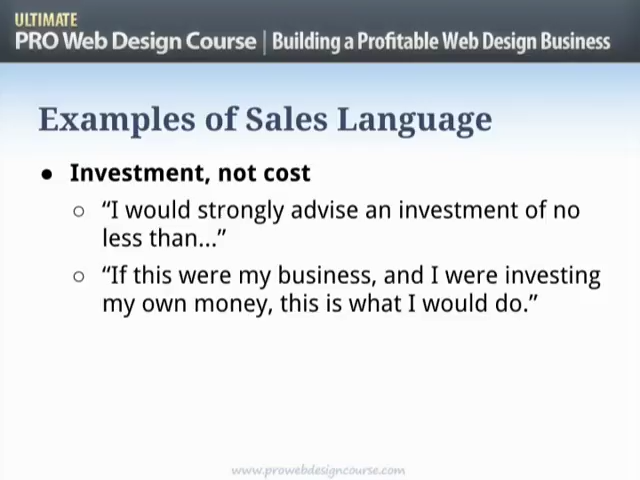 ULTIMATE
PRO Web Design Course | Building a Profitable Web Design Business
Examples of Sales Language
● Investment, not cost
○ “I would strongly advise an investment of no
less than...”
○ “If this were my business, and I were investing
my own money, this is what I would do.”
www.prowebdesigncourse.com